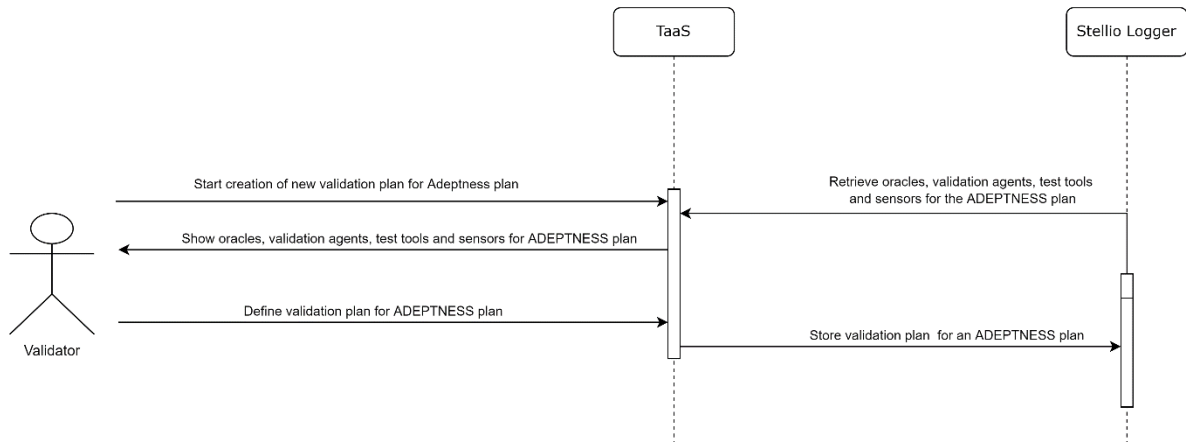 TaaS
Stellio Logger
Start creation of new validation plan for Adeptness plan
Retrieve oracles, validation agents, test tools
and sensors for the ADEPTNESS plan
Show oracles, validation agents, test tools and sensors for ADEPTNESS plan
Define validation plan for ADEPTNESS plan
Store validation plan for an ADEPTNESS plan
Validator